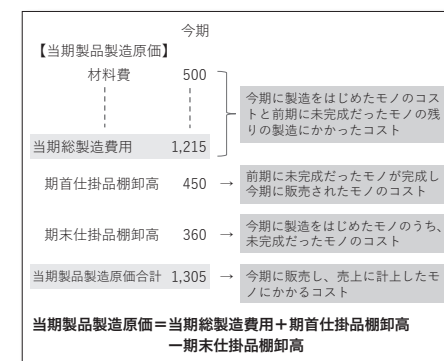 今期
【当期製品製造原価】
材料費 500
今期に製造をはじめたモノのコス
トと前期に未完成だったモノの残
りの製造にかかったコスト
当期総製造費用 1,215
期首仕掛品棚卸高 450 →
前期に未完成だったモノが完成し
今期に販売されたモノのコスト
期末仕掛品棚卸高 360 →
今期に製造をはじめたモノのうち、
未完成だったモノのコスト
当期製品製造原価合計 1,305 →
今期に販売し、売上に計上したモ
ノにかかるコスト
当期製品製造原価＝当期総製造費用＋期首仕掛品棚卸高
ー期末仕掛品棚卸高